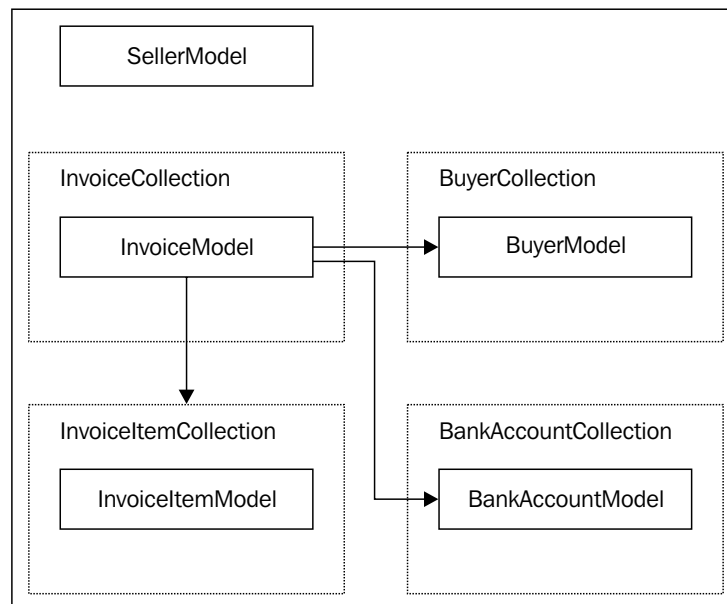 SellerModel
InvoiceCollection
BuyerCollection
InvoiceModel
BuyerModel
InvoiceItemCollection
BankAccountCollection
InvoiceItemModel
BankAccountModel